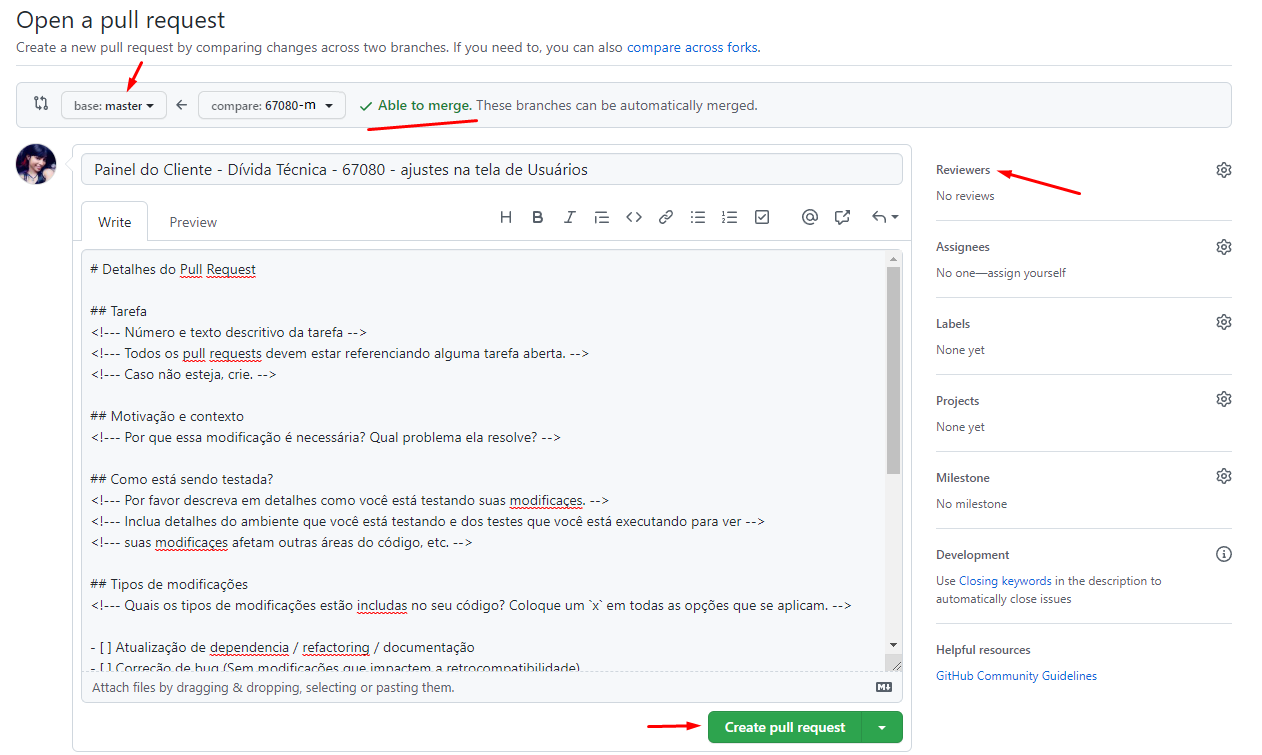 Open a pull request
Create a new pull request by comparing changes across two branches. If you need to, you can also compare across forks.
base: master
compare: 67080-m
Able to merge. These branches can be automatically merged.
Painel do Cliente - Dívida Técnica - 67080 - ajustes na tela de Usuários
Write
Preview
# Detalhes do Pull Request
## Tarefa
<!--- Número e texto descritivo da tarefa -->
<!--- Todos os pull requests devem estar referenciando alguma tarefa aberta. -->
<!--- Caso não esteja, crie. -->
## Motivação e contexto
<!--- Por que essa modificação é necessária? Qual problema ela resolve? -->
## Como está sendo testada?
<!--- Por favor descreva em detalhes como você está testando suas modificaçes. -->
<!--- Inclua detalhes do ambiente que você está testando e dos testes que você está executando para ver -->
<!--- suas modificaçes afetam outras áreas do código, etc. -->
## Tipos de modificações
<!--- Quais os tipos de modificações estão includas no seu código? Coloque um `x` em todas as opções que se aplicam. -->
- [ ] Atualização de dependencia / refactoring / documentação
- [ ] Correção de bug (Sem modificações que impactem a retrocompatibilidade)
Attach files by dragging & dropping, selecting or pasting them.
Create pull request
Reviewers
No reviews
Assignees
No one—assign yourself
Labels
None yet
Projects
None yet
Milestone
No milestone
Development
Use Closing keywords in the description to
automatically close issues
Helpful resources
GitHub Community Guidelines